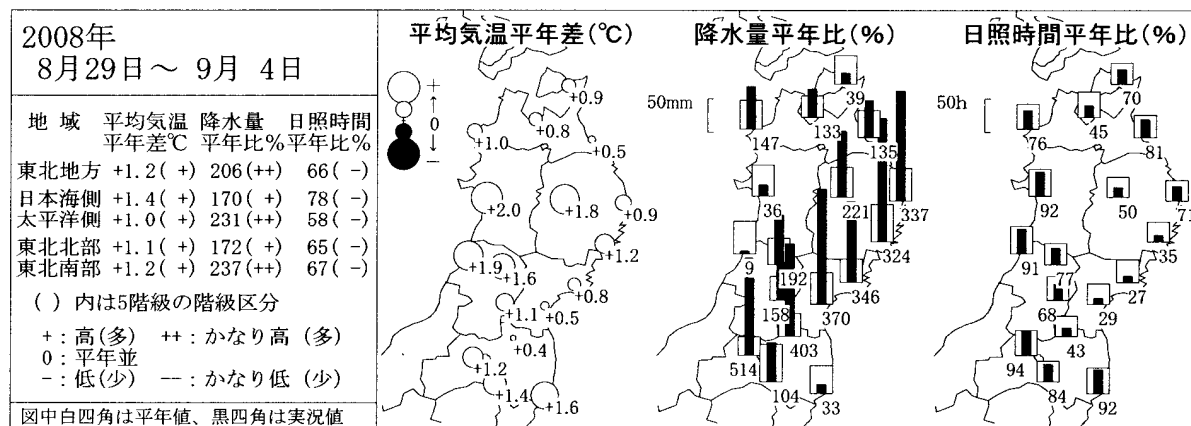 2008年
8月29日～ 9月 4日
地 域 平均気温 降水量 日照時間
平年差℃ 平年比% 平年比%
東北地方 +1.2( +) 206(++) 66( -)
日本海側 +1.4( +) 170( +) 78( -)
太平洋側 +1.0( +) 231(++) 58( -)
東北北部 +1.1( +) 172( +) 65( -)
東北南部 +1.2( +) 237(++) 67( -)
( ) 内は5階級の階級区分
+ : 高(多) ++ : かなり高 (多)
0 : 平年並
- : 低(少) -- : かなり低 (少)
図中白四角は平年値、黒四角は実況値
平均気温平年差(℃)
+
↑
0
↓
-
+0.9
+0.8
+1.0
+0.5
+2.0
+1.8
+0.9
+1.2
+1.9
+1.6
+0.8
+1.1
+0.5
+0.4
+1.2
+1.4
+1.6
降水量平年比(%)
50mm
39
133
147
135
36
221
337
324
9
192
346
158
370
403
514
104
33
日照時間平年比(%)
50h
70
45
76
81
92
50
71
35
91
77
27
68
29
43
94
84
92